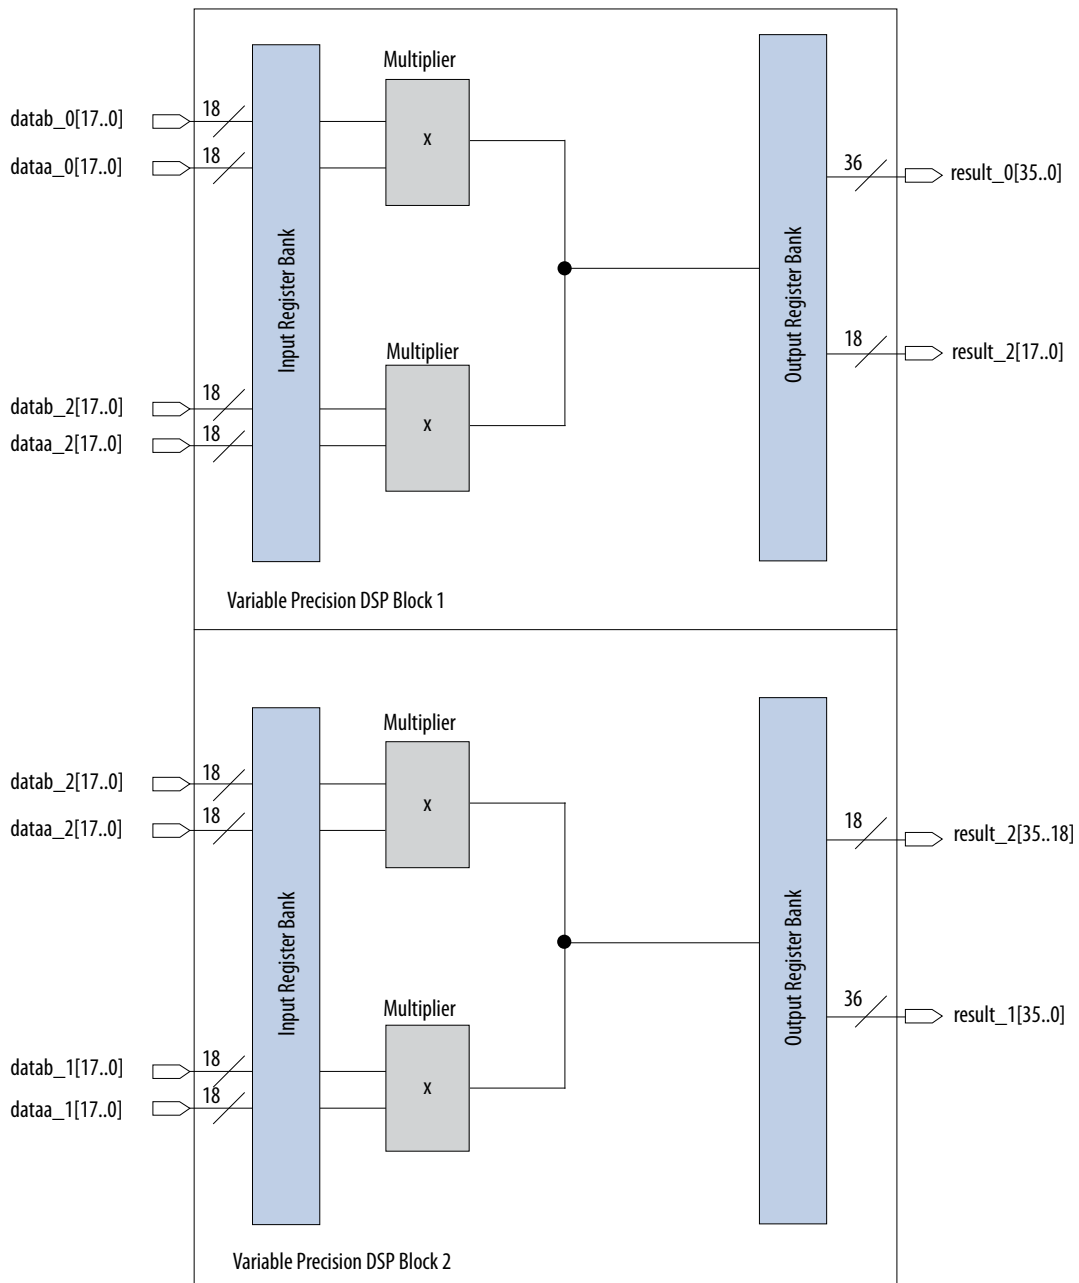 Multiplier
datab_0[17..0]
18
x
dataa_0[17..0]
18
36
result_0[35..0]
Input Register Bank
Output Register Bank
Multiplier
18
result_2[17..0]
datab_2[17..0]
18
x
dataa_2[17..0]
18
Variable Precision DSP Block 1
Multiplier
datab_2[17..0]
18
x
dataa_2[17..0]
18
18
result_2[35..18]
Input Register Bank
Output Register Bank
Multiplier
36
result_1[35..0]
datab_1[17..0]
18
x
dataa_1[17..0]
18
Variable Precision DSP Block 2